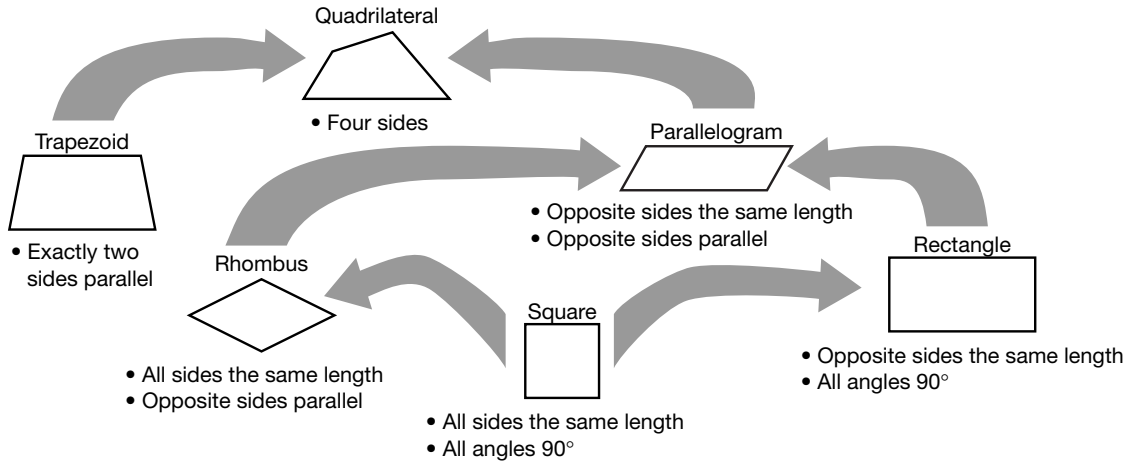 Quadrilateral
• Four sides
Trapezoid
• Exactly two
sides parallel
Parallelogram
• Opposite sides the same length
• Opposite sides parallel
Rhombus
• All sides the same length
• Opposite sides parallel
Square
• All sides the same length
• All angles 90°
Rectangle
• Opposite sides the same length
• All angles 90°